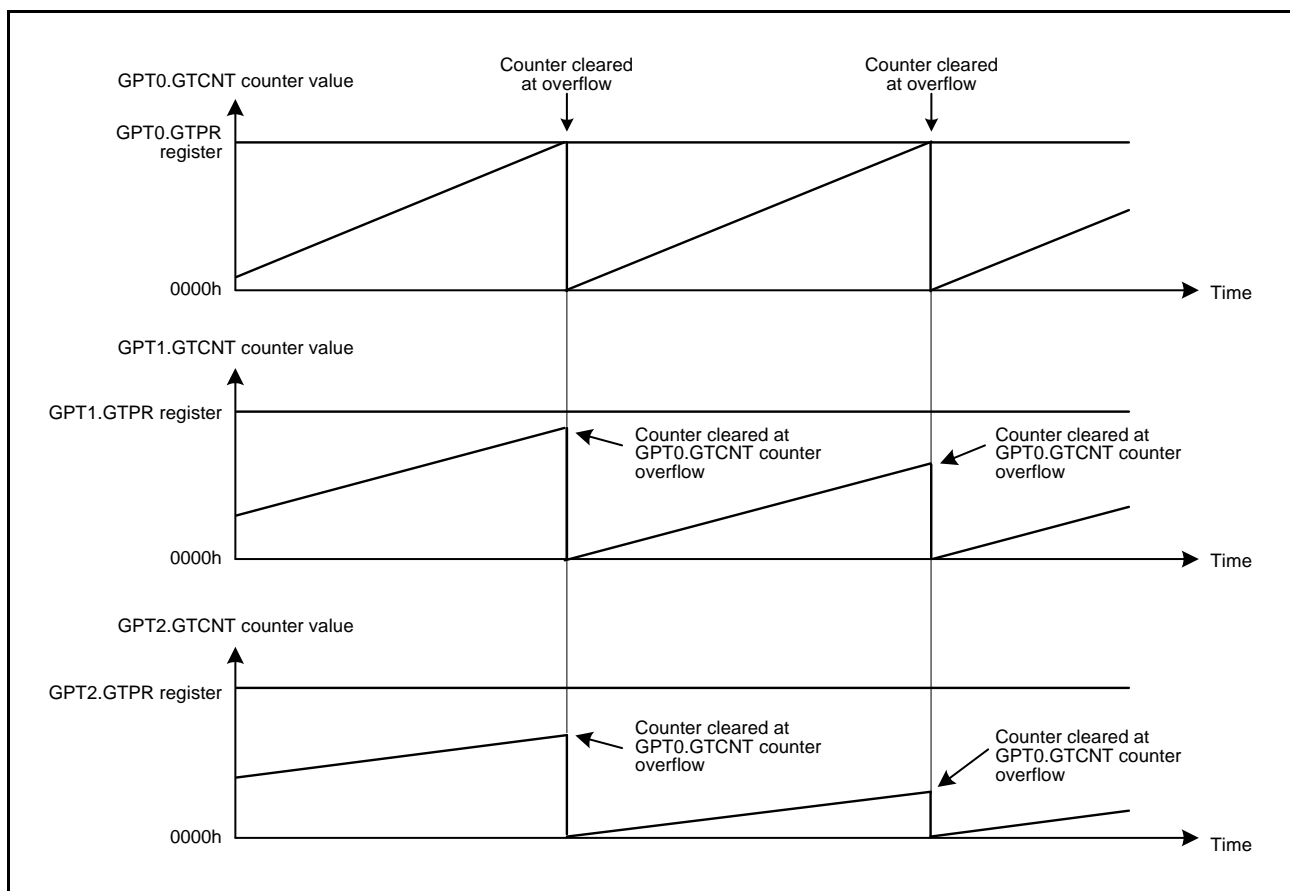 Counter cleared
at overflow
Counter cleared
at overflow
GPT0.GTCNT counter value
GPT0.GTPR
register
0000h
Time
GPT1.GTCNT counter value
GPT1.GTPR register
Counter cleared at
GPT0.GTCNT counter
overflow
Counter cleared at
GPT0.GTCNT counter
overflow
0000h
Time
GPT2.GTCNT counter value
GPT2.GTPR register
Counter cleared at
GPT0.GTCNT counter
overflow
Counter cleared at
GPT0.GTCNT counter
overflow
0000h
Time